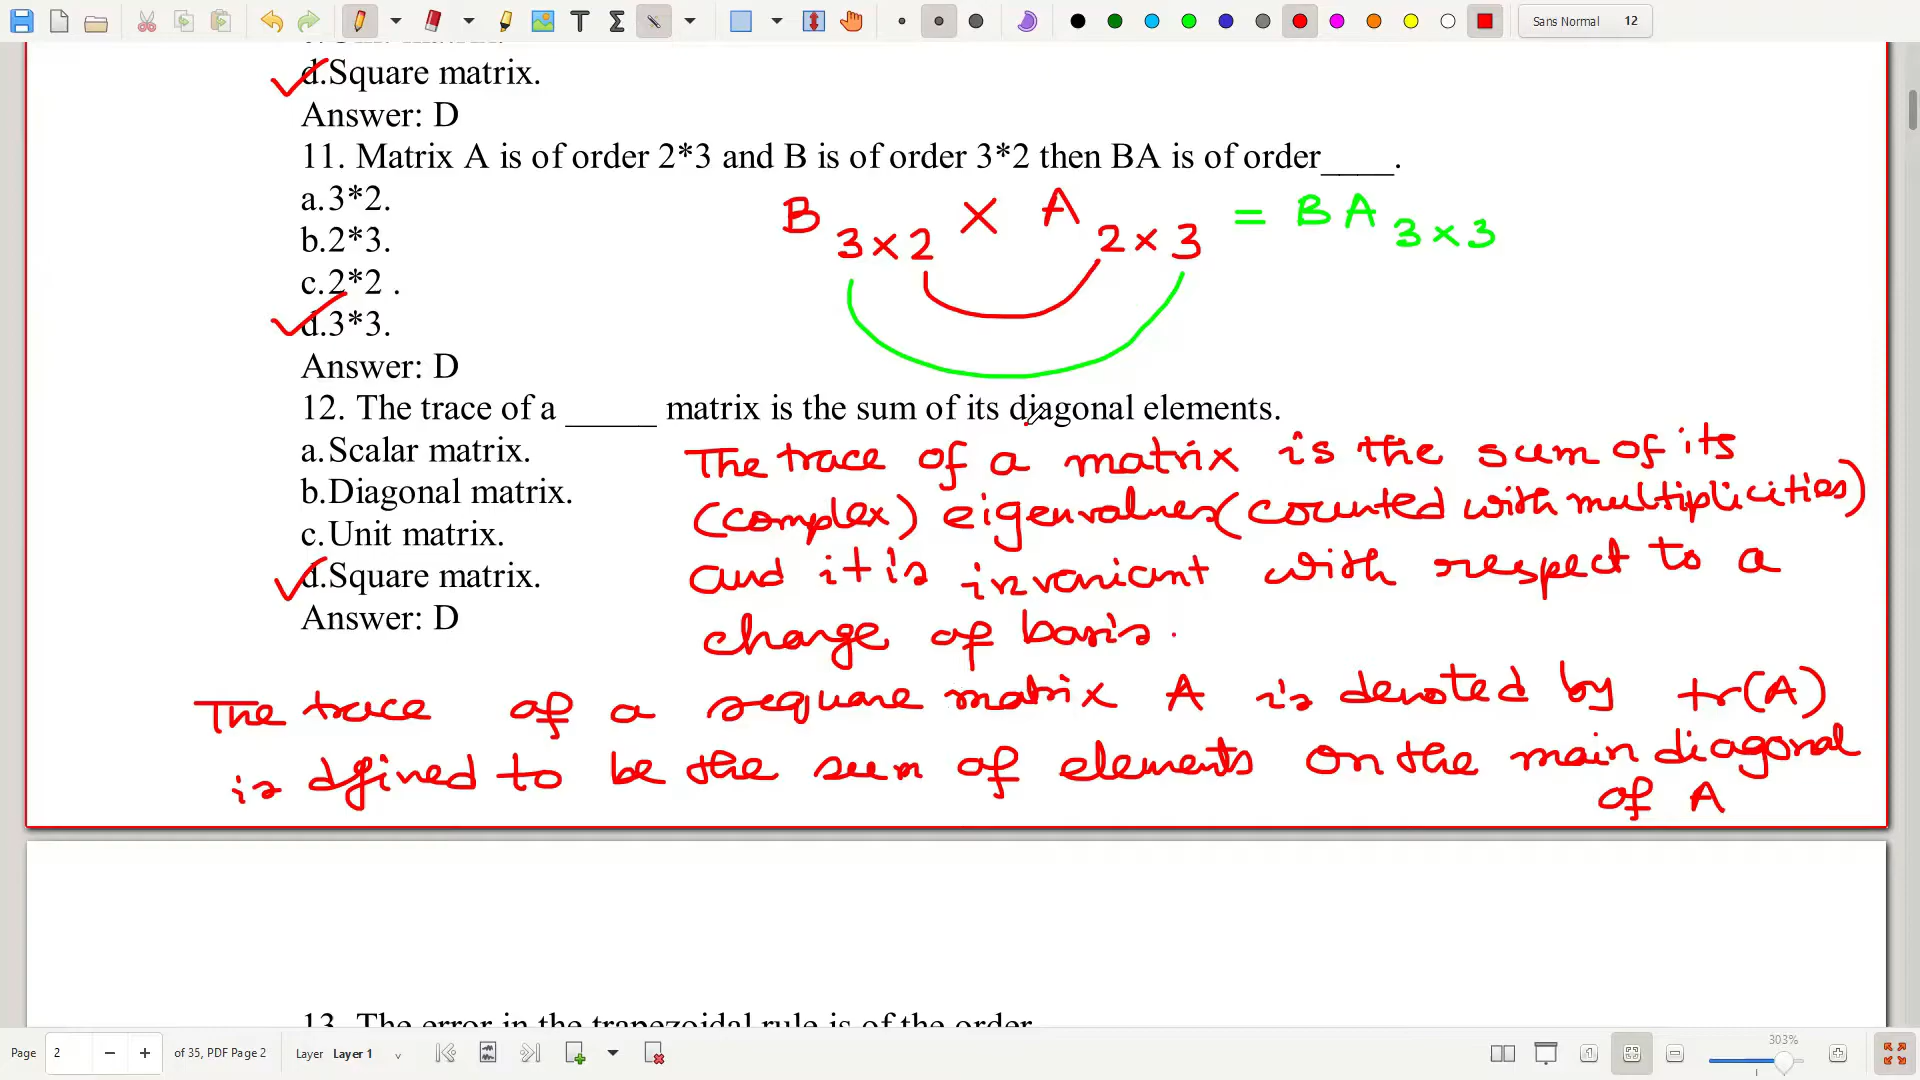 Sans Normal 12
d.Square matrix.
Answer: D
11. Matrix A is of order 2*3 and B is of order 3*2 then BA is of order____.
a.3*2.
b.2*3.
c.2*2 .
d.3*3.
Answer: D
B 3×2 × A 2×3 = BA 3×3
12. The trace of a _____ matrix is the sum of its diagonal elements.
a.Scalar matrix.
b.Diagonal matrix.
c.Unit matrix.
d.Square matrix.
Answer: D
The trace of a matrix is the sum of its
(complex) eigenvalues(counted with multiplicities)
and it is invariant with respect to a
change of basis.
The trace of a sequare matrix A is denoted by tr(A)
is dfined to be the sum of elements on the main diagonal
of A
13. The error in the trapezoidal rule is of the order
Page 2 of 35, PDF Page 2 Layer Layer 1 303%